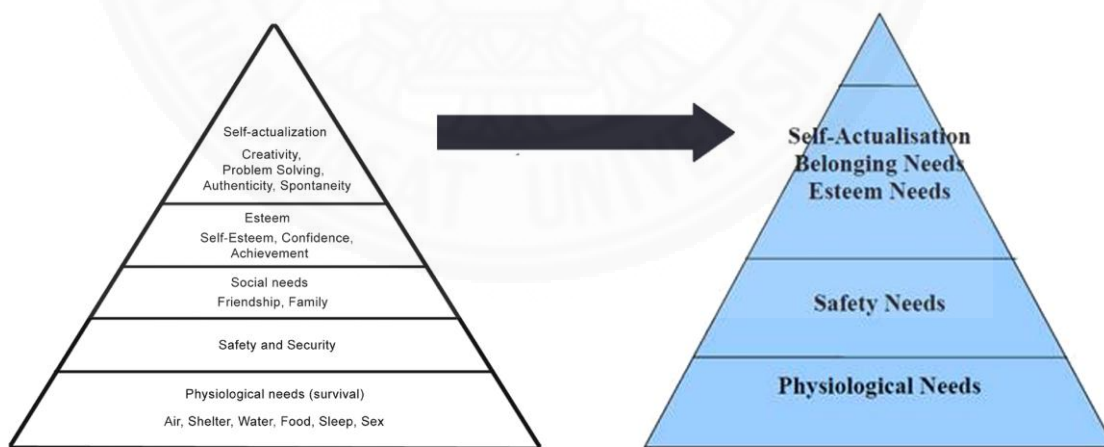 Self-actualization
Creativity,
Problem Solving,
Authenticity, Spontaneity
Esteem
Self-Esteem, Confidence,
Achievement
Social needs
Friendship, Family
Safety and Security
Physiological needs (survival)
Air, Shelter, Water, Food, Sleep, Sex
Self-Actualisation
Belonging Needs
Esteem Needs
Safety Needs
Physiological Needs